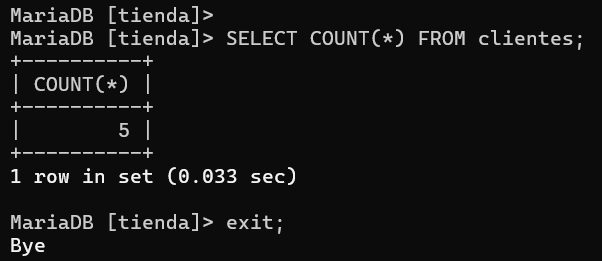 MariaDB [tienda]>
MariaDB [tienda]> SELECT COUNT(*) FROM clientes;
+----------+
| COUNT(*) |
+----------+
|        5 |
+----------+
1 row in set (0.033 sec)
MariaDB [tienda]> exit;
Bye